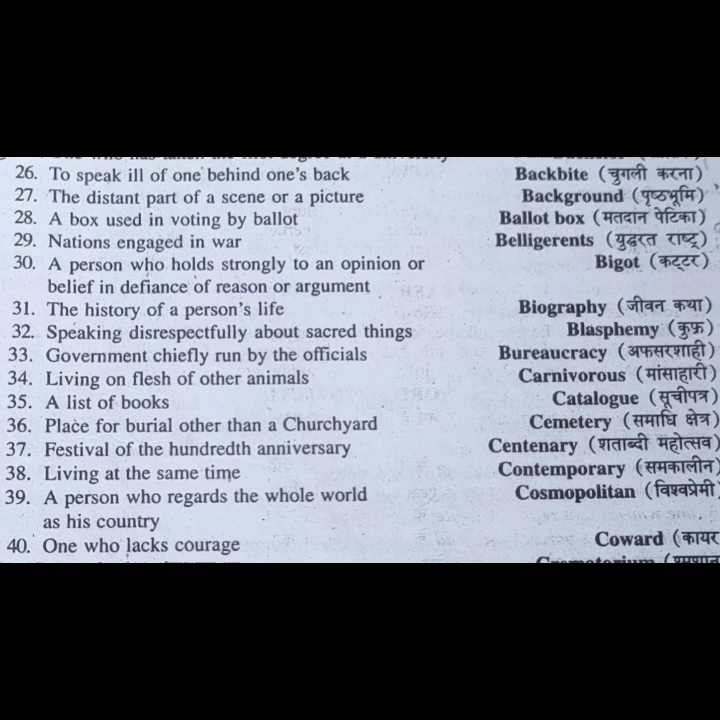 26. To speak ill of one behind one's back Backbite (चुगली करना)
27. The distant part of a scene or a picture Background (पृष्ठभूमि)
28. A box used in voting by ballot Ballot box (मतदान पेटिका)
29. Nations engaged in war Belligerents (युद्धरत राष्ट्र)
30. A person who holds strongly to an opinion or Bigot (कट्टर)
belief in defiance of reason or argument
31. The history of a person's life Biography (जीवन कथा)
32. Speaking disrespectfully about sacred things Blasphemy (कुफ्र)
33. Government chiefly run by the officials Bureaucracy (अफसरशाही)
34. Living on flesh of other animals Carnivorous (मांसाहारी)
35. A list of books Catalogue (सूचीपत्र)
36. Place for burial other than a Churchyard Cemetery (समाधि क्षेत्र)
37. Festival of the hundredth anniversary Centenary (शताब्दी महोत्सव)
38. Living at the same time Contemporary (समकालीन)
39. A person who regards the whole world Cosmopolitan (विश्वप्रेमी
as his country
40. One who lacks courage Coward (कायर